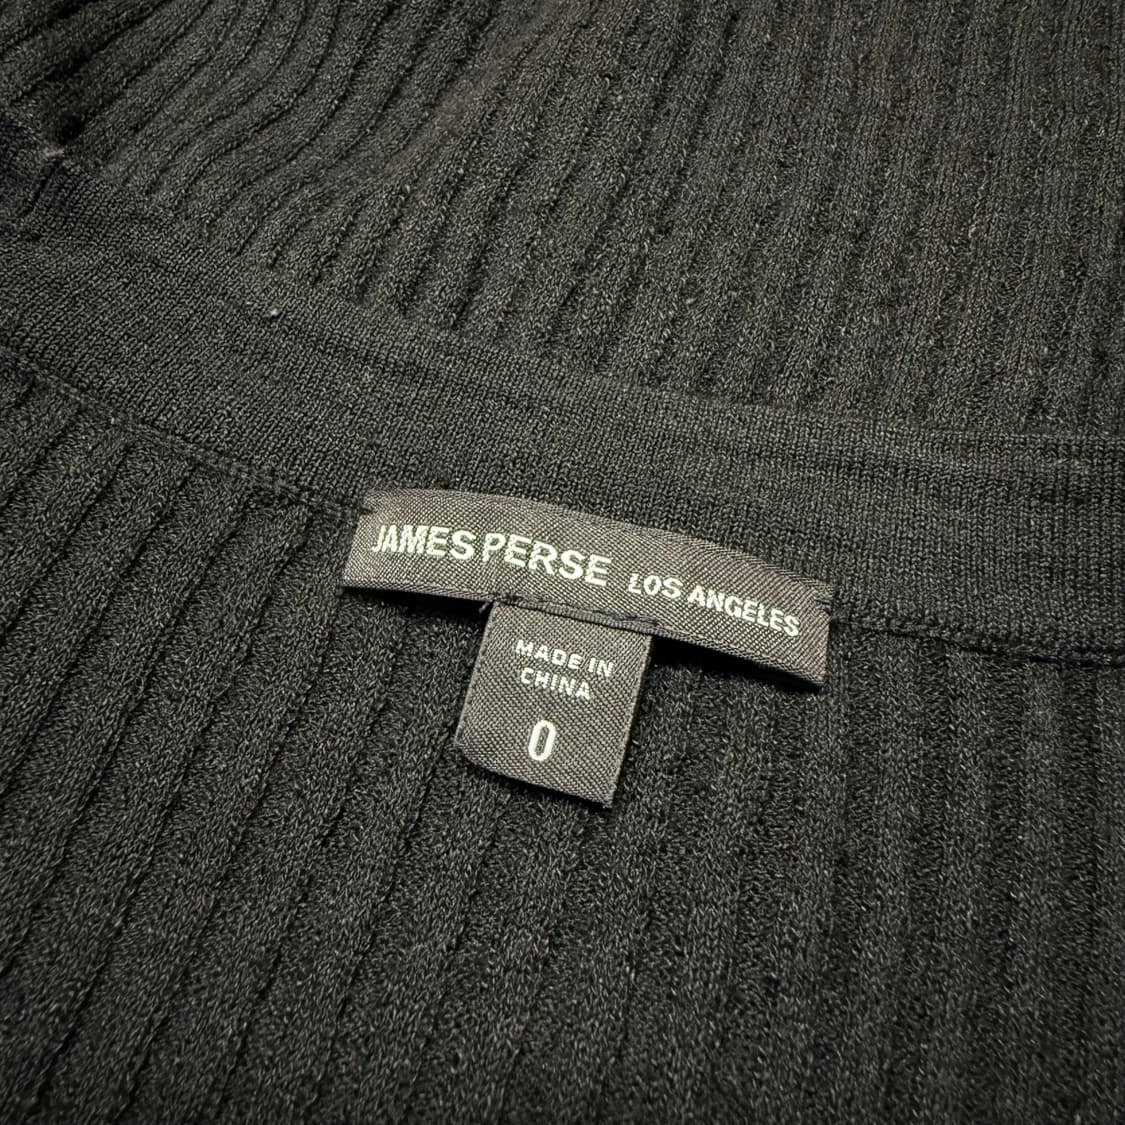 JAMES PERSE LOS ANGELES
MADE IN
CHINA
0